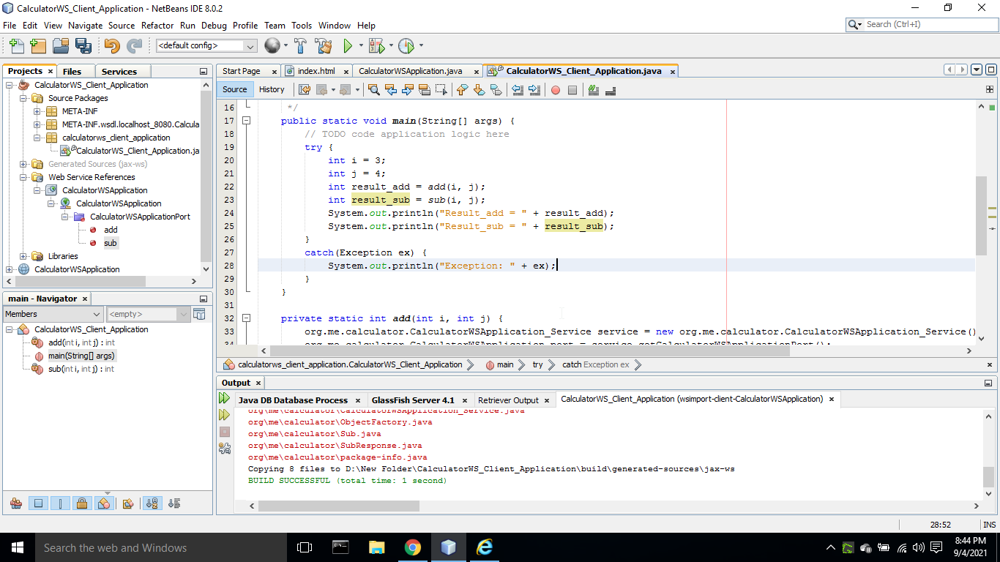 CalculatorWS_Client_Application - NetBeans IDE 8.0.2
File Edit View Navigate Source Refactor Run Debug Profile Team Tools Window Help
Search (Ctrl+I)
<default config>
Projects × Files Services
CalculatorWS_Client_Application
Source Packages
META-INF
META-INF.wsdl.localhost_8080.Calcula
calculatorws_client_application
CalculatorWS_Client_Application.ja
Generated Sources (jax-ws)
Web Service References
CalculatorWSApplication
CalculatorWSApplication
CalculatorWSApplicationPort
add
sub
Libraries
CalculatorWSApplication
main - Navigator ×
Members <empty>
CalculatorWS_Client_Application
add(int i, int j) : int
main(String[] args)
sub(int i, int j) : int
Start Page × index.html × CalculatorWSApplication.java × CalculatorWS_Client_Application.java ×
Source History
16 */
17 public static void main(String[] args) {
18 // TODO code application logic here
19 try {
20 int i = 3;
21 int j = 4;
22 int result_add = add(i, j);
23 int result_sub = sub(i, j);
24 System.out.println("Result_add = " + result_add);
25 System.out.println("Result_sub = " + result_sub);
26 }
27 catch(Exception ex) {
28 System.out.println("Exception: " + ex);
29 }
30 }
31
32 private static int add(int i, int j) {
33 org.me.calculator.CalculatorWSApplication_Service service = new org.me.calculator.CalculatorWSApplication_Service()
34 org.me.calculator.CalculatorWSApplication port = service.getCalculatorWSApplicationPort();
calculatorws_client_application.CalculatorWS_Client_Application main try catch Exception ex
Output ×
Java DB Database Process × GlassFish Server 4.1 × Retriever Output × CalculatorWS_Client_Application (wsimport-client-CalculatorWSApplication) ×
org\me\calculator\CalculatorWSApplication_Service.java
org\me\calculator\ObjectFactory.java
org\me\calculator\Sub.java
org\me\calculator\SubResponse.java
org\me\calculator\package-info.java
Copying 8 files to D:\New Folder\CalculatorWS_Client_Application\build\generated-sources\jax-ws
BUILD SUCCESSFUL (total time: 1 second)
28:52 INS
Search the web and Windows
8:44 PM
9/4/2021